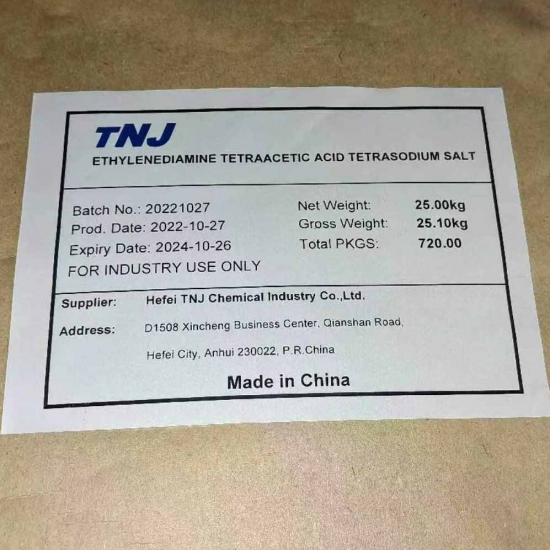 TNJ
ETHYLENEDIAMINE TETRAACETIC ACID TETRASODIUM SALT
Batch No.: 20221027 Net Weight: 25.00kg
Prod. Date: 2022-10-27 Gross Weight: 25.10kg
Expiry Date: 2024-10-26 Total PKGS: 720.00
FOR INDUSTRY USE ONLY
Supplier: Hefei TNJ Chemical Industry Co.,Ltd.
Address: D1508 Xincheng Business Center, Qianshan Road,
Hefei City, Anhui 230022, P.R.China
Made in China